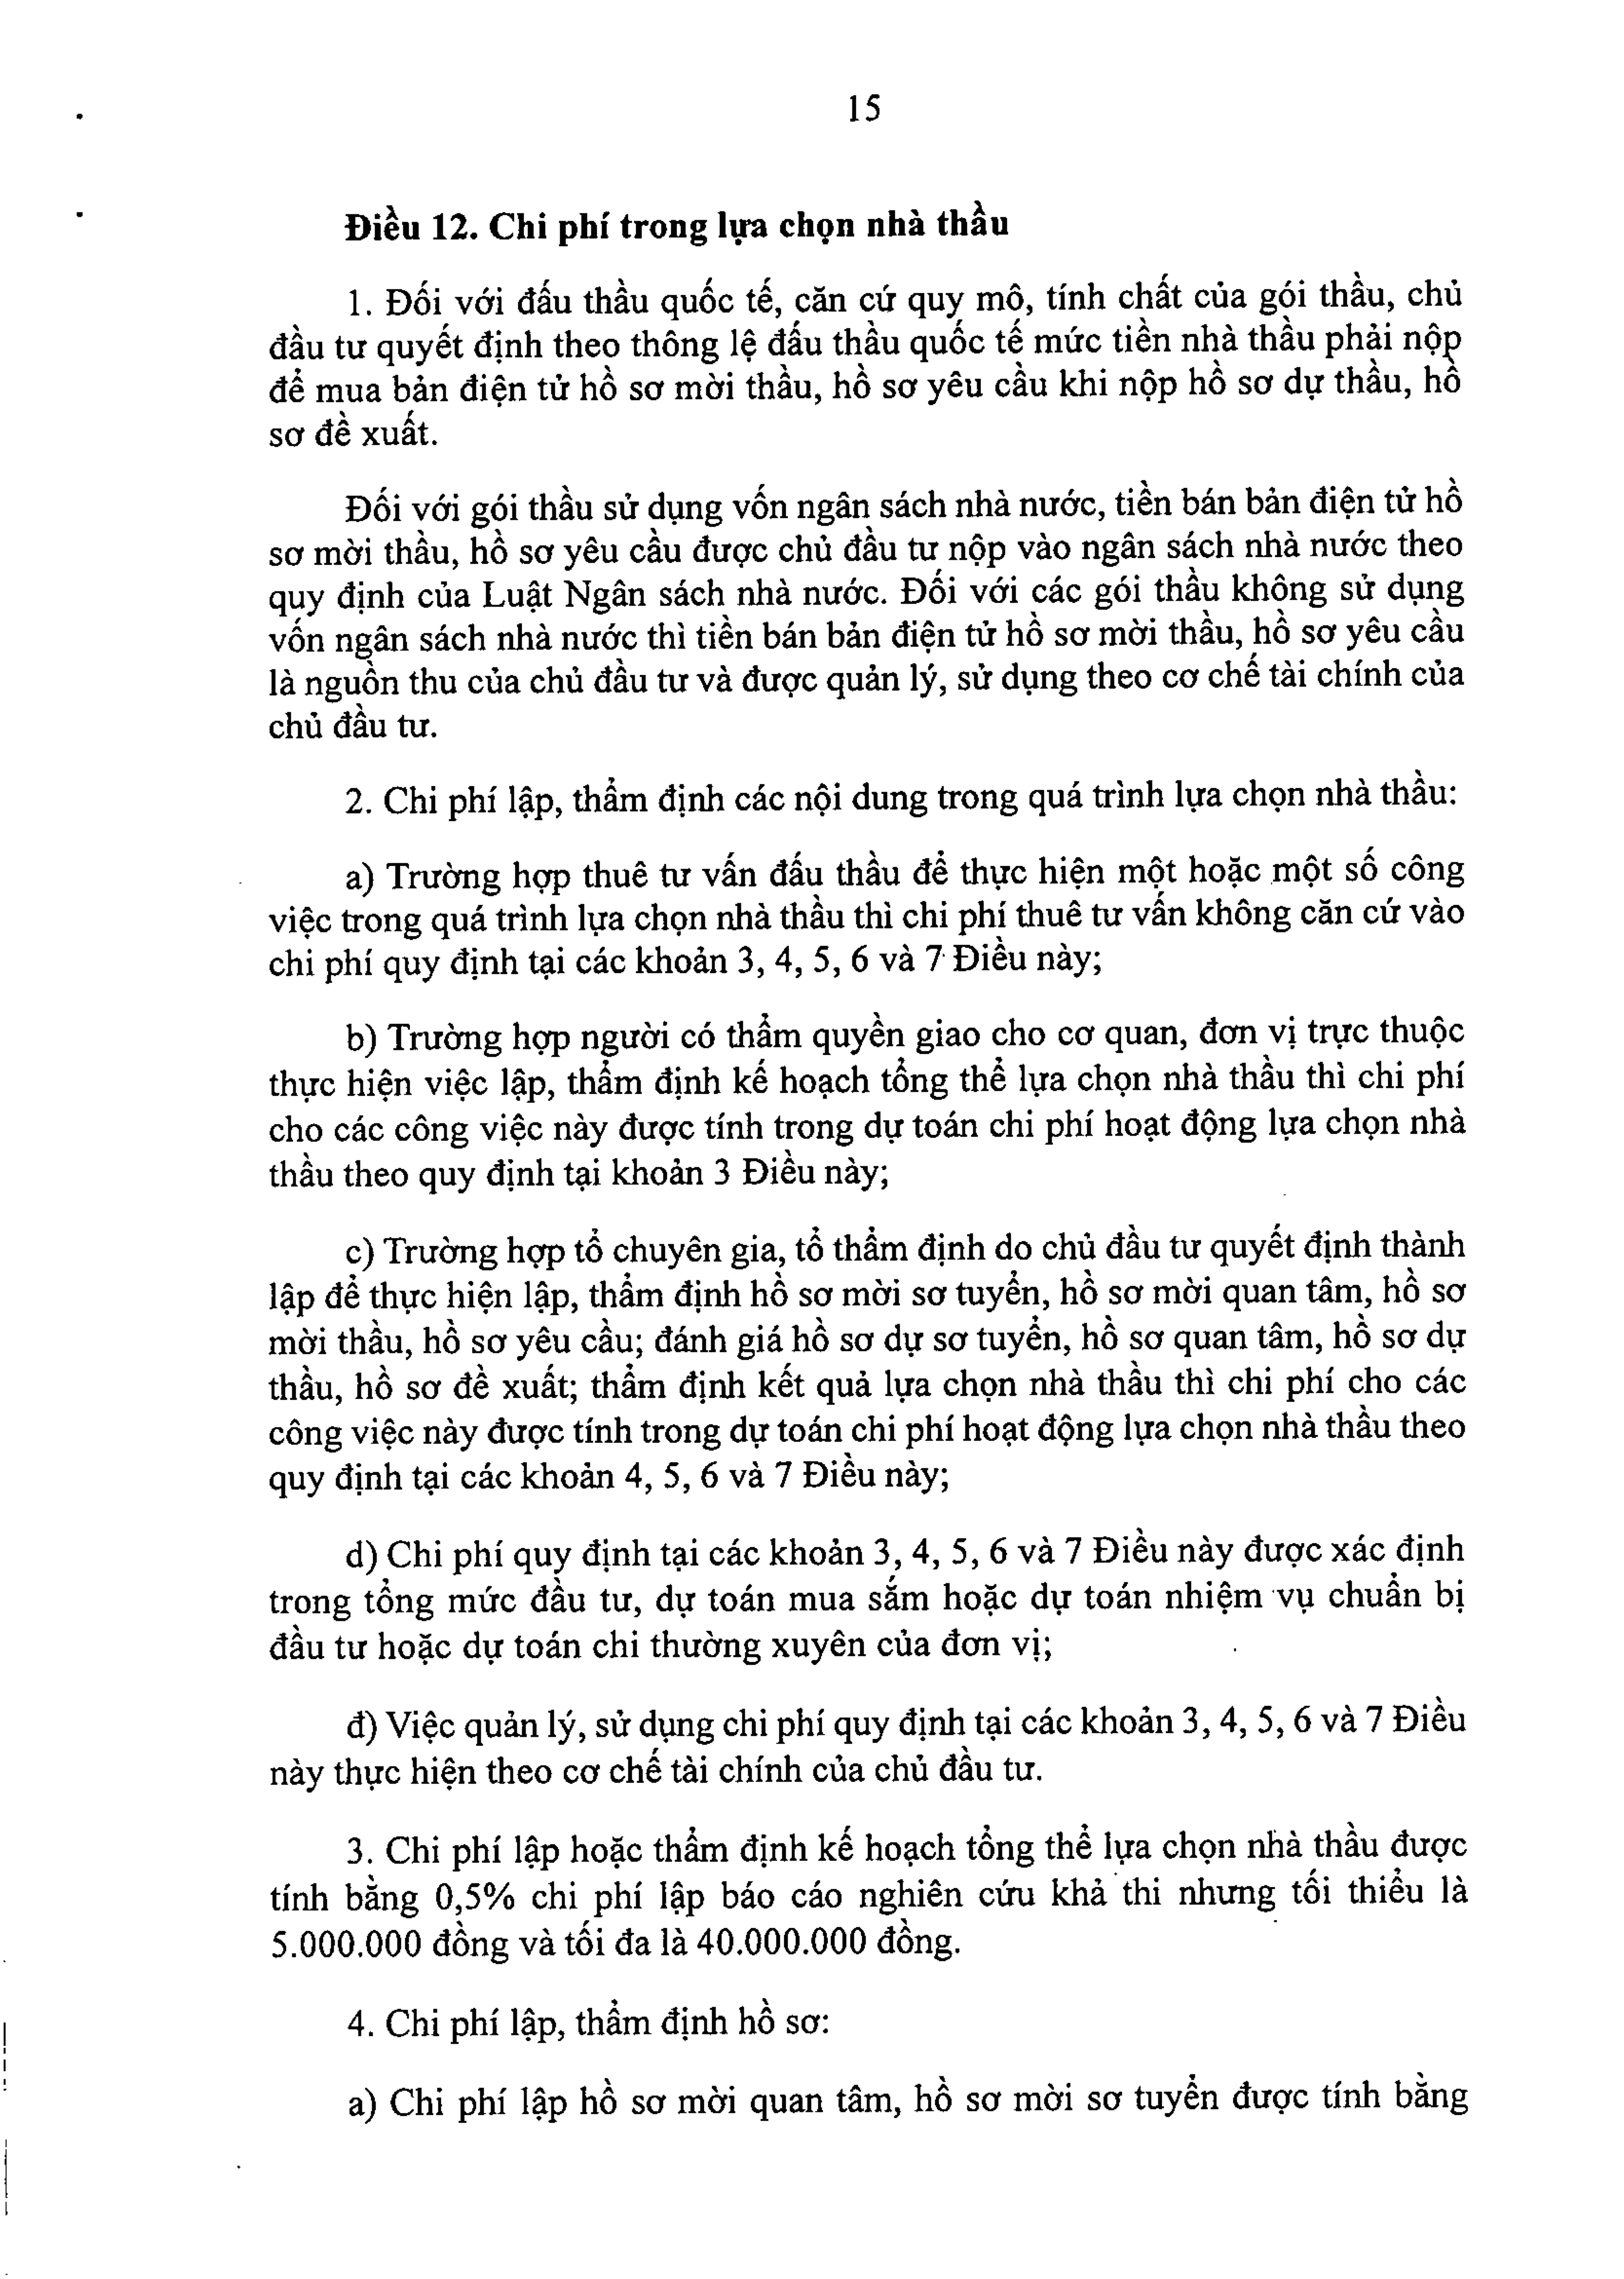 15
Điều 12. Chi phí trong lựa chọn nhà thầu
1. Đối với đấu thầu quốc tế, căn cứ quy mô, tính chất của gói thầu, chủ
đầu tư quyết định theo thông lệ đấu thầu quốc tế mức tiền nhà thầu phải nộp
để mua bản điện tử hồ sơ mời thầu, hồ sơ yêu cầu khi nộp hồ sơ dự thầu, hồ
sơ đề xuất.
Đối với gói thầu sử dụng vốn ngân sách nhà nước, tiền bán bản điện tử hồ
sơ mời thầu, hồ sơ yêu cầu được chủ đầu tư nộp vào ngân sách nhà nước theo
quy định của Luật Ngân sách nhà nước. Đối với các gói thầu không sử dụng
vốn ngân sách nhà nước thì tiền bán bản điện tử hồ sơ mời thầu, hồ sơ yêu cầu
là nguồn thu của chủ đầu tư và được quản lý, sử dụng theo cơ chế tài chính của
chủ đầu tư.
2. Chi phí lập, thẩm định các nội dung trong quá trình lựa chọn nhà thầu:
a) Trường hợp thuê tư vấn đấu thầu để thực hiện một hoặc một số công
việc trong quá trình lựa chọn nhà thầu thì chi phí thuê tư vấn không căn cứ vào
chi phí quy định tại các khoản 3, 4, 5, 6 và 7 Điều này;
b) Trường hợp người có thẩm quyền giao cho cơ quan, đơn vị trực thuộc
thực hiện việc lập, thẩm định kế hoạch tổng thể lựa chọn nhà thầu thì chi phí
cho các công việc này được tính trong dự toán chi phí hoạt động lựa chọn nhà
thầu theo quy định tại khoản 3 Điều này;
c) Trường hợp tổ chuyên gia, tổ thẩm định do chủ đầu tư quyết định thành
lập để thực hiện lập, thẩm định hồ sơ mời sơ tuyển, hồ sơ mời quan tâm, hồ sơ
mời thầu, hồ sơ yêu cầu; đánh giá hồ sơ dự sơ tuyển, hồ sơ quan tâm, hồ sơ dự
thầu, hồ sơ đề xuất; thẩm định kết quả lựa chọn nhà thầu thì chi phí cho các
công việc này được tính trong dự toán chi phí hoạt động lựa chọn nhà thầu theo
quy định tại các khoản 4, 5, 6 và 7 Điều này;
d) Chi phí quy định tại các khoản 3, 4, 5, 6 và 7 Điều này được xác định
trong tổng mức đầu tư, dự toán mua sắm hoặc dự toán nhiệm vụ chuẩn bị
đầu tư hoặc dự toán chi thường xuyên của đơn vị;
đ) Việc quản lý, sử dụng chi phí quy định tại các khoản 3, 4, 5, 6 và 7 Điều
này thực hiện theo cơ chế tài chính của chủ đầu tư.
3. Chi phí lập hoặc thẩm định kế hoạch tổng thể lựa chọn nhà thầu được
tính bằng 0,5% chi phí lập báo cáo nghiên cứu khả thi nhưng tối thiểu là
5.000.000 đồng và tối đa là 40.000.000 đồng.
4. Chi phí lập, thẩm định hồ sơ:
a) Chi phí lập hồ sơ mời quan tâm, hồ sơ mời sơ tuyển được tính bằng